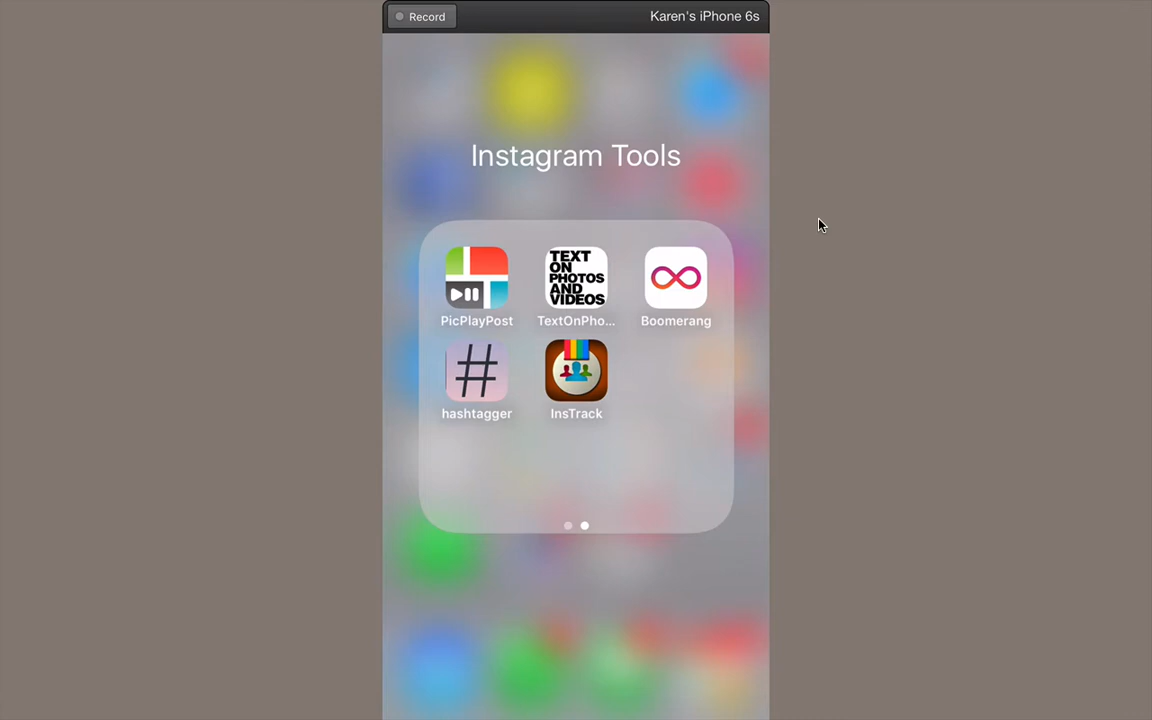 Record
Karen's iPhone 6s
Instagram Tools
TEXT
ON
PHOTOS
AND
VIDEOS
PicPlayPost
TextOnPho...
Boomerang
#
hashtagger
InsTrack